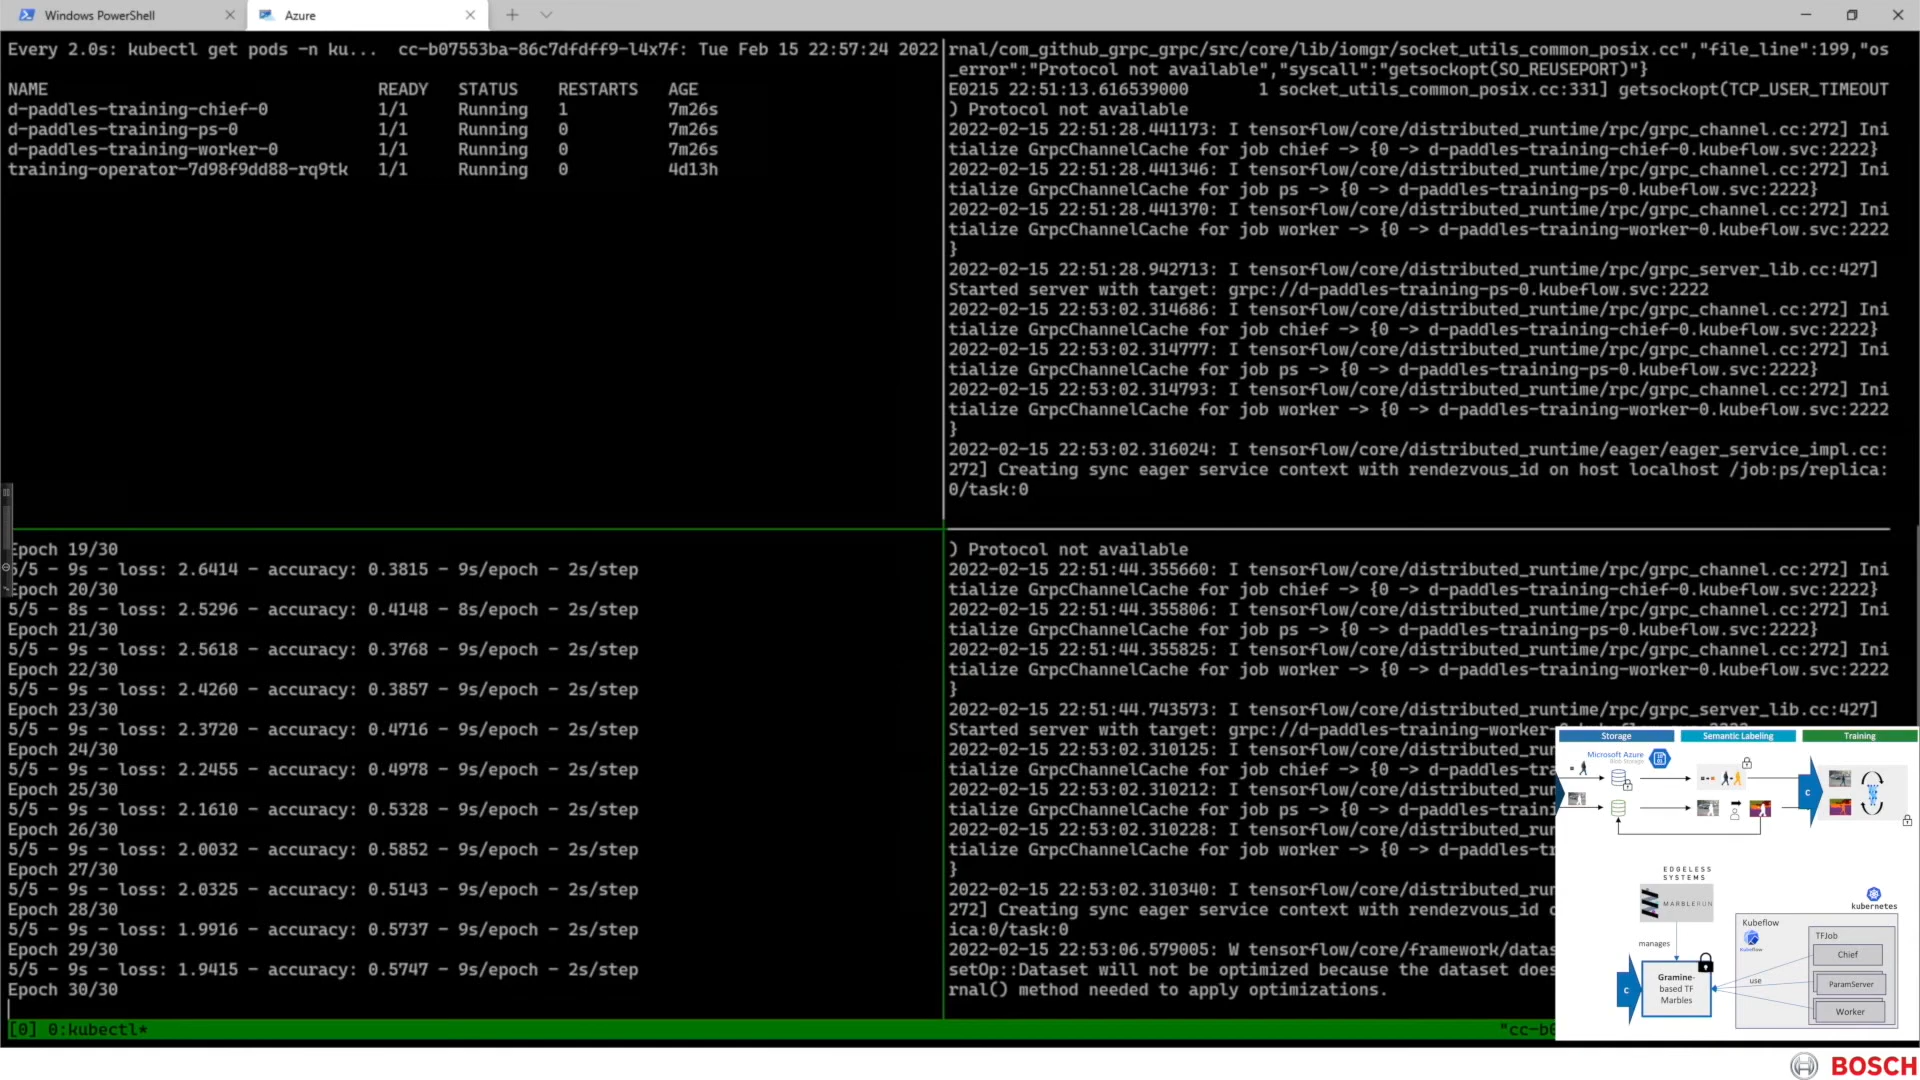 Windows PowerShell
Azure
Every 2.0s: kubectl get pods -n ku... cc-b07553ba-86c7dfdff9-l4x7f: Tue Feb 15 22:57:24 2022
NAME READY STATUS RESTARTS AGE
d-paddles-training-chief-0 1/1 Running 1 7m26s
d-paddles-training-ps-0 1/1 Running 0 7m26s
d-paddles-training-worker-0 1/1 Running 0 7m26s
training-operator-7d98f9dd88-rq9tk 1/1 Running 0 4d13h
rnal/com_github_grpc_grpc/src/core/lib/iomgr/socket_utils_common_posix.cc","file_line":199,"os
_error":"Protocol not available","syscall":"getsockopt(SO_REUSEPORT)"}
E0215 22:51:13.616539000 1 socket_utils_common_posix.cc:331] getsockopt(TCP_USER_TIMEOUT
) Protocol not available
2022-02-15 22:51:28.441173: I tensorflow/core/distributed_runtime/rpc/grpc_channel.cc:272] Ini
tialize GrpcChannelCache for job chief -> {0 -> d-paddles-training-chief-0.kubeflow.svc:2222}
2022-02-15 22:51:28.441346: I tensorflow/core/distributed_runtime/rpc/grpc_channel.cc:272] Ini
tialize GrpcChannelCache for job ps -> {0 -> d-paddles-training-ps-0.kubeflow.svc:2222}
2022-02-15 22:51:28.441370: I tensorflow/core/distributed_runtime/rpc/grpc_channel.cc:272] Ini
tialize GrpcChannelCache for job worker -> {0 -> d-paddles-training-worker-0.kubeflow.svc:2222
}
2022-02-15 22:51:28.942713: I tensorflow/core/distributed_runtime/rpc/grpc_server_lib.cc:427]
Started server with target: grpc://d-paddles-training-ps-0.kubeflow.svc:2222
2022-02-15 22:53:02.314686: I tensorflow/core/distributed_runtime/rpc/grpc_channel.cc:272] Ini
tialize GrpcChannelCache for job chief -> {0 -> d-paddles-training-chief-0.kubeflow.svc:2222}
2022-02-15 22:53:02.314777: I tensorflow/core/distributed_runtime/rpc/grpc_channel.cc:272] Ini
tialize GrpcChannelCache for job ps -> {0 -> d-paddles-training-ps-0.kubeflow.svc:2222}
2022-02-15 22:53:02.314793: I tensorflow/core/distributed_runtime/rpc/grpc_channel.cc:272] Ini
tialize GrpcChannelCache for job worker -> {0 -> d-paddles-training-worker-0.kubeflow.svc:2222
}
2022-02-15 22:53:02.316024: I tensorflow/core/distributed_runtime/eager/eager_service_impl.cc:
272] Creating sync eager service context with rendezvous_id on host localhost /job:ps/replica:
0/task:0
Epoch 19/30
5/5 - 9s - loss: 2.6414 - accuracy: 0.3815 - 9s/epoch - 2s/step
Epoch 20/30
5/5 - 8s - loss: 2.5296 - accuracy: 0.4148 - 8s/epoch - 2s/step
Epoch 21/30
5/5 - 9s - loss: 2.5618 - accuracy: 0.3768 - 9s/epoch - 2s/step
Epoch 22/30
5/5 - 9s - loss: 2.4260 - accuracy: 0.3857 - 9s/epoch - 2s/step
Epoch 23/30
5/5 - 9s - loss: 2.3720 - accuracy: 0.4716 - 9s/epoch - 2s/step
Epoch 24/30
5/5 - 9s - loss: 2.2455 - accuracy: 0.4978 - 9s/epoch - 2s/step
Epoch 25/30
5/5 - 9s - loss: 2.1610 - accuracy: 0.5328 - 9s/epoch - 2s/step
Epoch 26/30
5/5 - 9s - loss: 2.0032 - accuracy: 0.5852 - 9s/epoch - 2s/step
Epoch 27/30
5/5 - 9s - loss: 2.0325 - accuracy: 0.5143 - 9s/epoch - 2s/step
Epoch 28/30
5/5 - 9s - loss: 1.9916 - accuracy: 0.5737 - 9s/epoch - 2s/step
Epoch 29/30
5/5 - 9s - loss: 1.9415 - accuracy: 0.5747 - 9s/epoch - 2s/step
Epoch 30/30
) Protocol not available
2022-02-15 22:51:44.355660: I tensorflow/core/distributed_runtime/rpc/grpc_channel.cc:272] Ini
tialize GrpcChannelCache for job chief -> {0 -> d-paddles-training-chief-0.kubeflow.svc:2222}
2022-02-15 22:51:44.355806: I tensorflow/core/distributed_runtime/rpc/grpc_channel.cc:272] Ini
tialize GrpcChannelCache for job ps -> {0 -> d-paddles-training-ps-0.kubeflow.svc:2222}
2022-02-15 22:51:44.355825: I tensorflow/core/distributed_runtime/rpc/grpc_channel.cc:272] Ini
tialize GrpcChannelCache for job worker -> {0 -> d-paddles-training-worker-0.kubeflow.svc:2222
}
2022-02-15 22:51:44.743573: I tensorflow/core/distributed_runtime/rpc/grpc_server_lib.cc:427]
Started server with target: grpc://d-paddles-training-worker-
2022-02-15 22:53:02.310125: I tensorflow/core/distributed_run
tialize GrpcChannelCache for job chief -> {0 -> d-paddles-tra
2022-02-15 22:53:02.310212: I tensorflow/core/distributed_run
tialize GrpcChannelCache for job ps -> {0 -> d-paddles-traini
2022-02-15 22:53:02.310228: I tensorflow/core/distributed_run
tialize GrpcChannelCache for job worker -> {0 -> d-paddles-tr
}
2022-02-15 22:53:02.310340: I tensorflow/core/distributed_run
272] Creating sync eager service context with rendezvous_id o
ica:0/task:0
2022-02-15 22:53:06.579005: W tensorflow/core/framework/datas
setOp::Dataset will not be optimized because the dataset does
rnal() method needed to apply optimizations.
[0] 0:kubectl*
"cc-b0
Storage
Semantic Labeling
Training
Microsoft Azure
Blob Storage
C
EDGELESS
SYSTEMS
MARBLERUN
kubernetes
Kubeflow
Kubeflow
TFJob
manages
Chief
Gramine-
based TF
Marbles
C
use
ParamServer
Worker
BOSCH